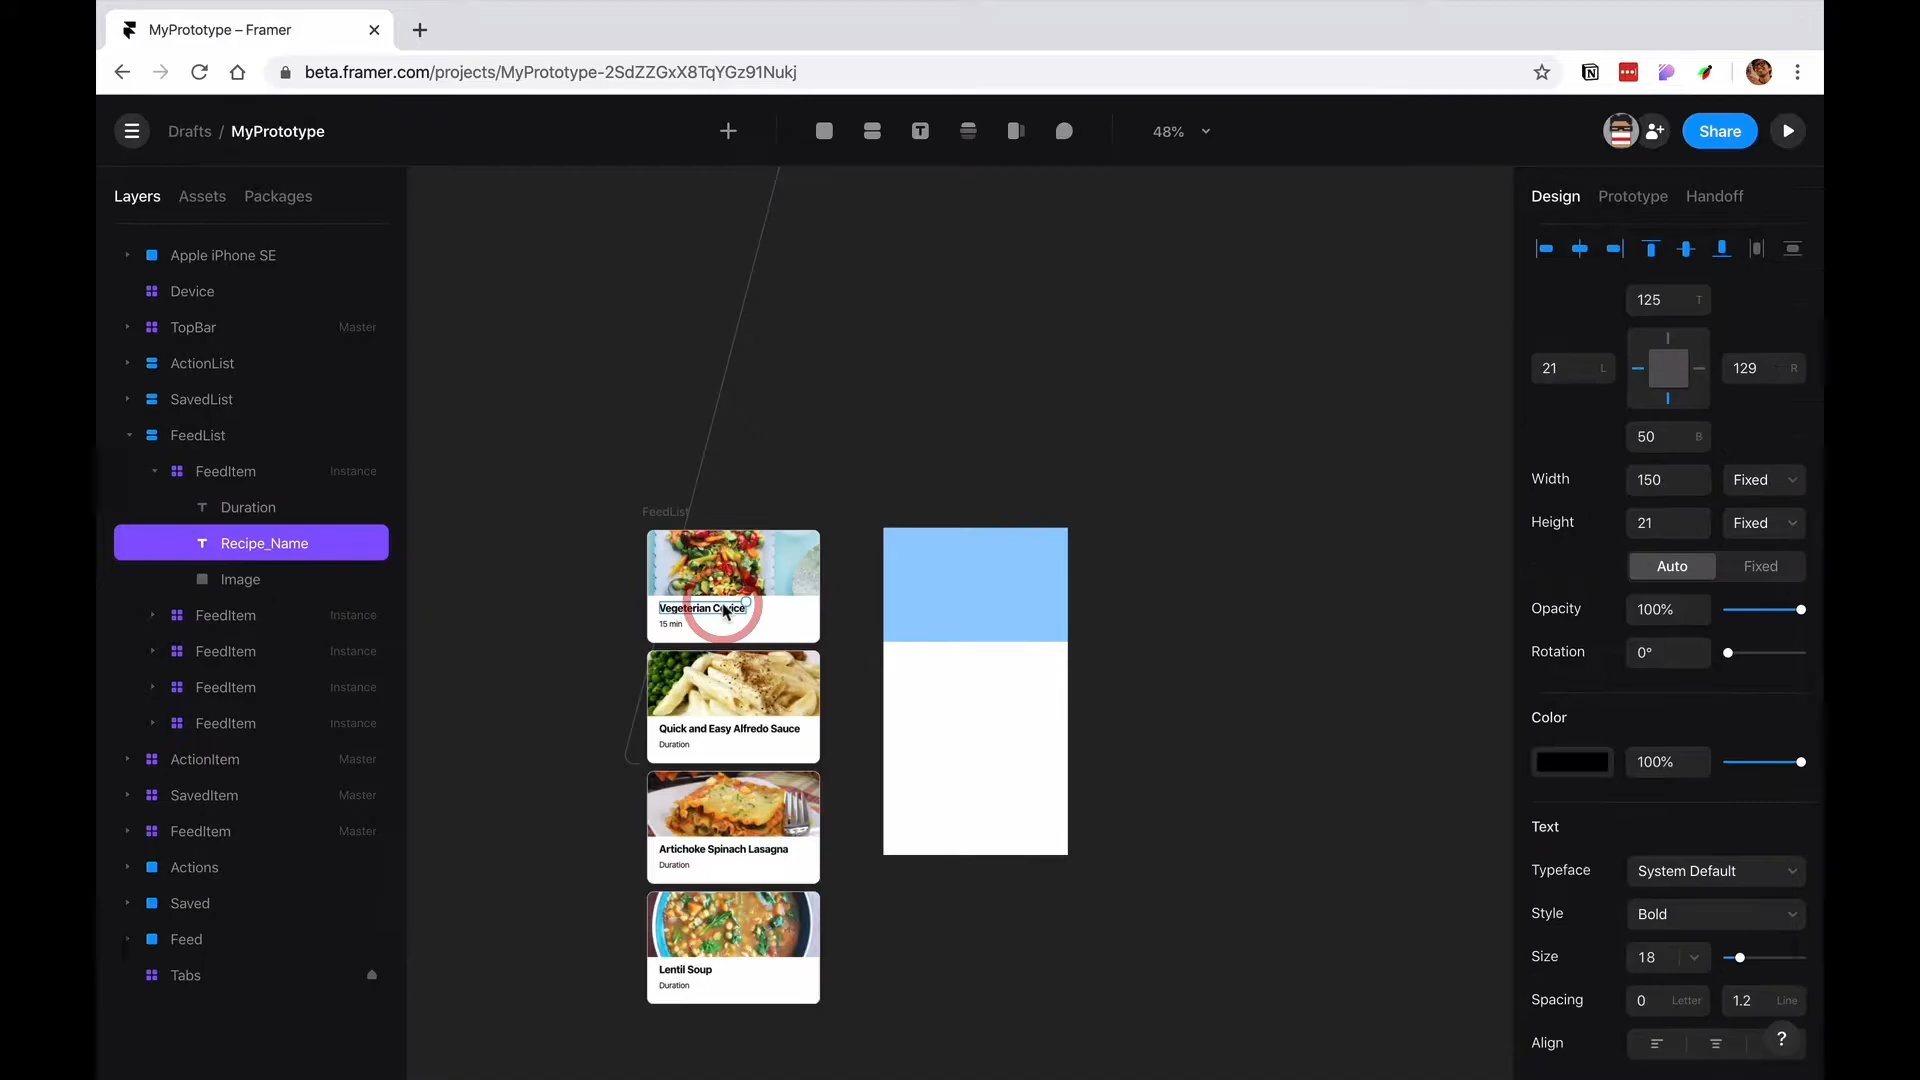 MyPrototype – Framer
beta.framer.com/projects/MyPrototype-2SdZZGxX8TqYGz91Nukj
Drafts / MyPrototype
48%
Share
Layers Assets Packages
Design Prototype Handoff
Apple iPhone SE
Device
TopBar Master
ActionList
SavedList
FeedList
FeedItem Instance
Duration
Recipe_Name
Image
FeedItem Instance
FeedItem Instance
FeedItem Instance
FeedItem Instance
ActionItem Master
SavedItem Master
FeedItem Master
Actions
Saved
Feed
Tabs
FeedList
Vegeterian
15 min
Quick and Easy Alfredo Sauce
Duration
Artichoke Spinach Lasagna
Duration
Lentil Soup
Duration
125 T
21 L
129 R
50 B
Width 150 Fixed
Height 21 Fixed
Auto Fixed
Opacity 100%
Rotation 0°
Color
100%
Text
Typeface System Default
Style Bold
Size 18
Spacing 0 Letter 1.2 Line
Align
?